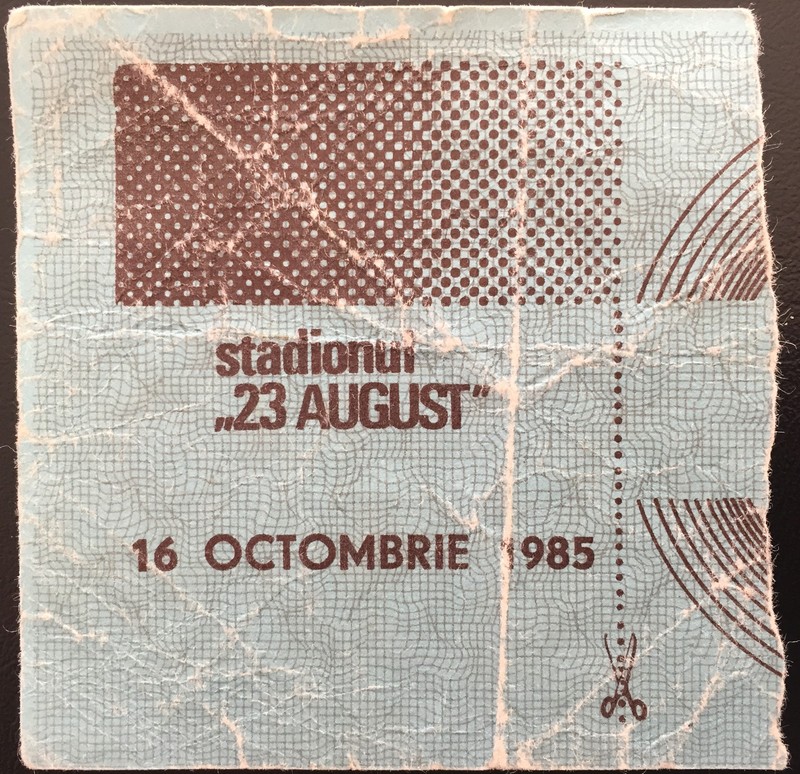 stadionul
„23 AUGUST”
16 OCTOMBRIE 1985